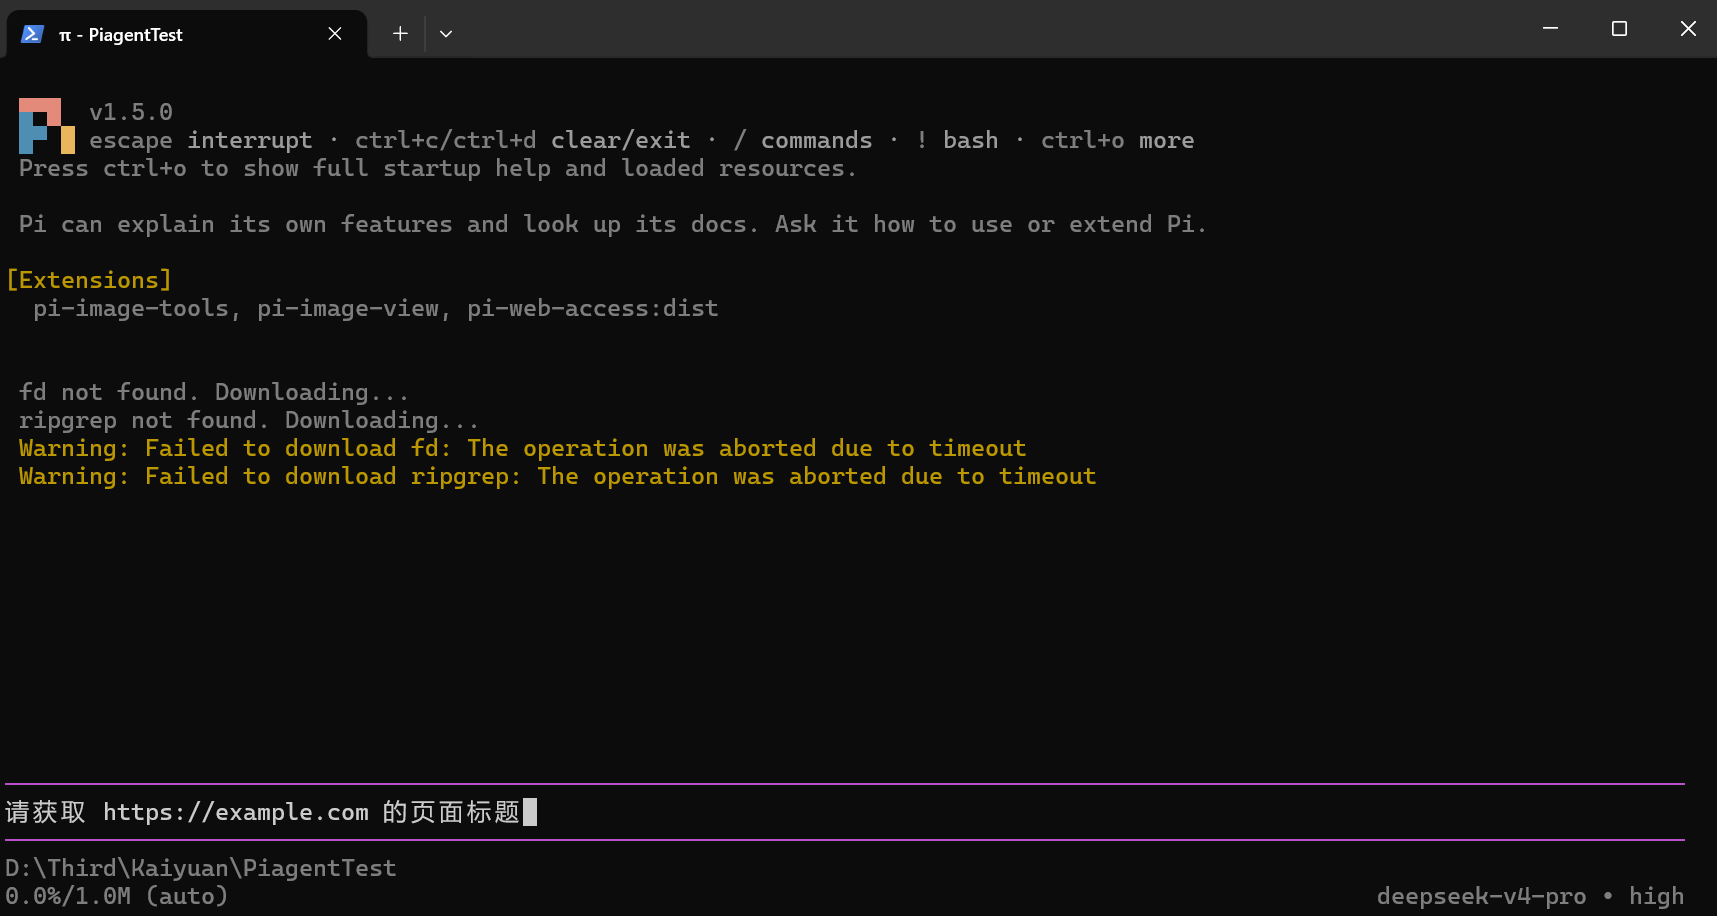 π - PiagentTest
v1.5.0
escape interrupt · ctrl+c/ctrl+d clear/exit · / commands · ! bash · ctrl+o more
Press ctrl+o to show full startup help and loaded resources.
Pi can explain its own features and look up its docs. Ask it how to use or extend Pi.
[Extensions]
pi-image-tools, pi-image-view, pi-web-access:dist
fd not found. Downloading...
ripgrep not found. Downloading...
Warning: Failed to download fd: The operation was aborted due to timeout
Warning: Failed to download ripgrep: The operation was aborted due to timeout
请获取 https://example.com 的页面标题
D:\Third\Kaiyuan\PiagentTest
0.0%/1.0M (auto) deepseek-v4-pro • high